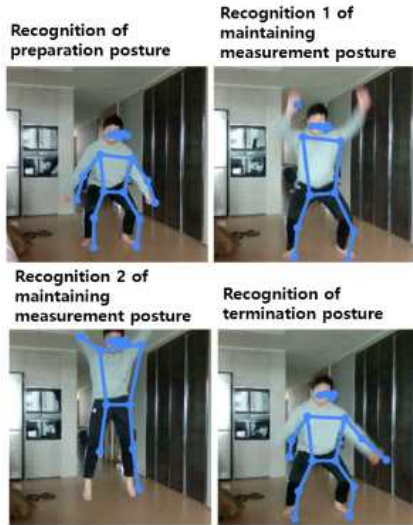 Recognition of
preparation posture
Recognition 1 of
maintaining
measurement posture
Recognition 2 of
maintaining
measurement posture
Recognition of
termination posture